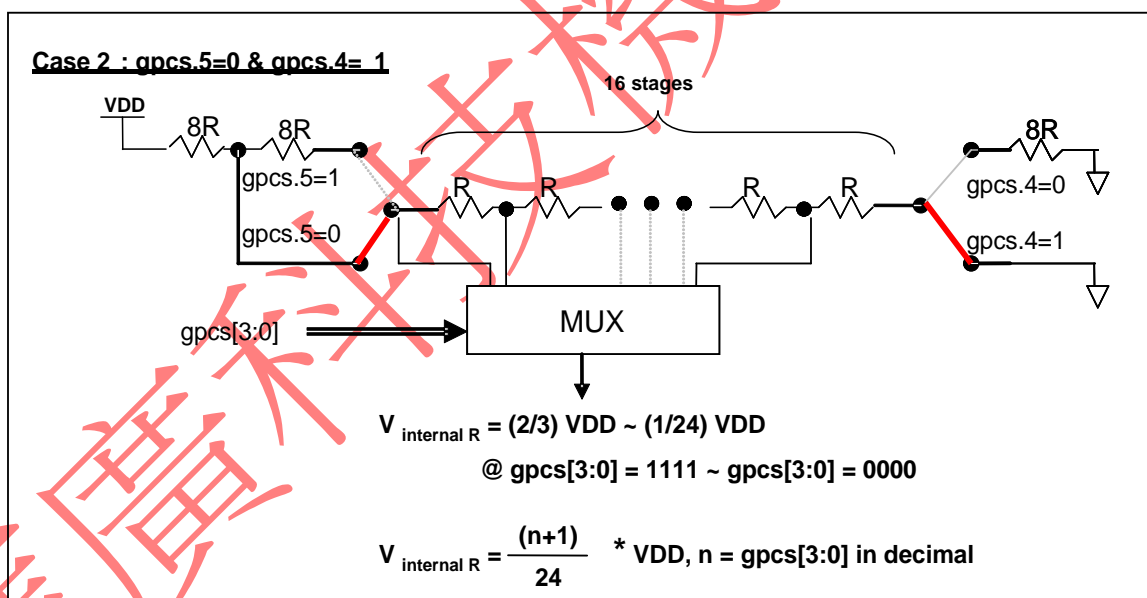 Case 2 : gpcs.5=0 & gpcs.4= 1
16 stages
VDD
8R
8R
8R
gpcs.5=1
R
R
R
R
gpcs.4=0
gpcs.5=0
gpcs.4=1
MUX
gpcs[3:0]
V internal R = (2/3) VDD ~ (1/24) VDD
@ gpcs[3:0] = 1111 ~ gpcs[3:0] = 0000
V internal R = (n+1) / 24 * VDD, n = gpcs[3:0] in decimal